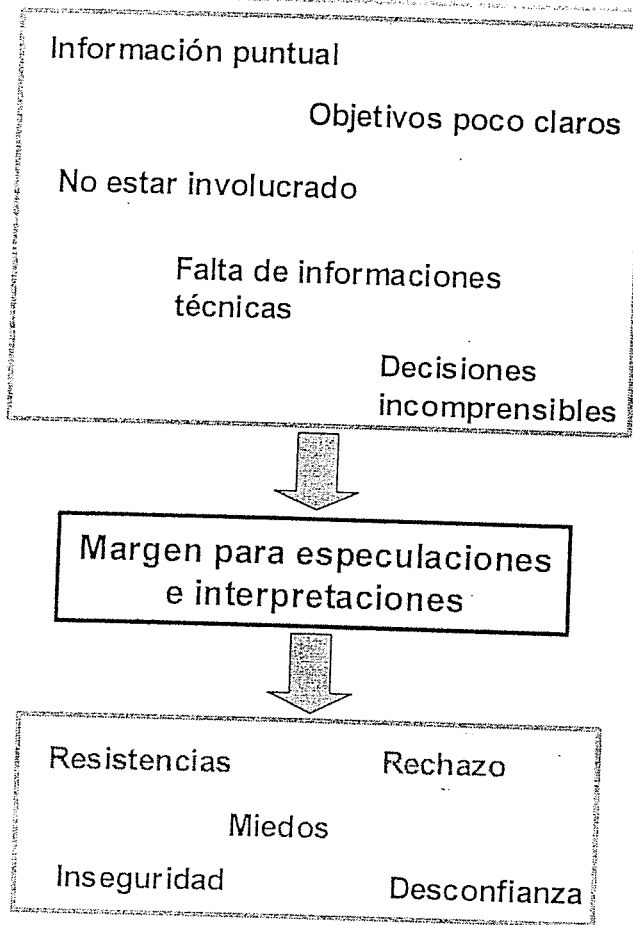 Información puntual
Objetivos poco claros
No estar involucrado
Falta de informaciones
técnicas
Decisiones
incomprensibles
Margen para especulaciones
e interpretaciones
Resistencias
Rechazo
Miedos
Inseguridad
Desconfianza